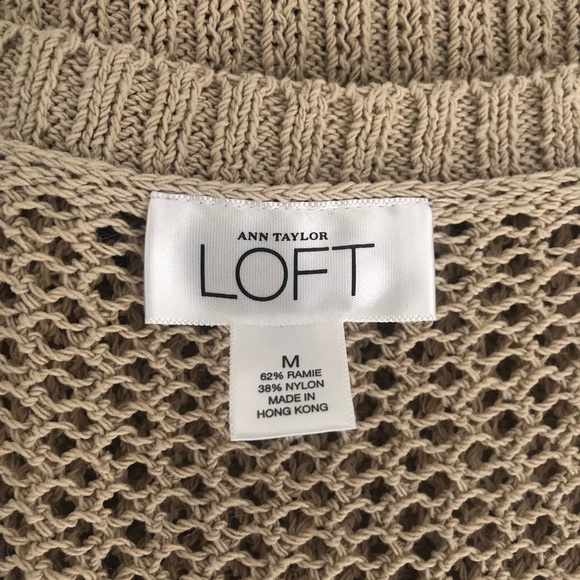 ANN TAYLOR
LOFT
M
62% RAMIE
38% NYLON
MADE IN
HONG KONG